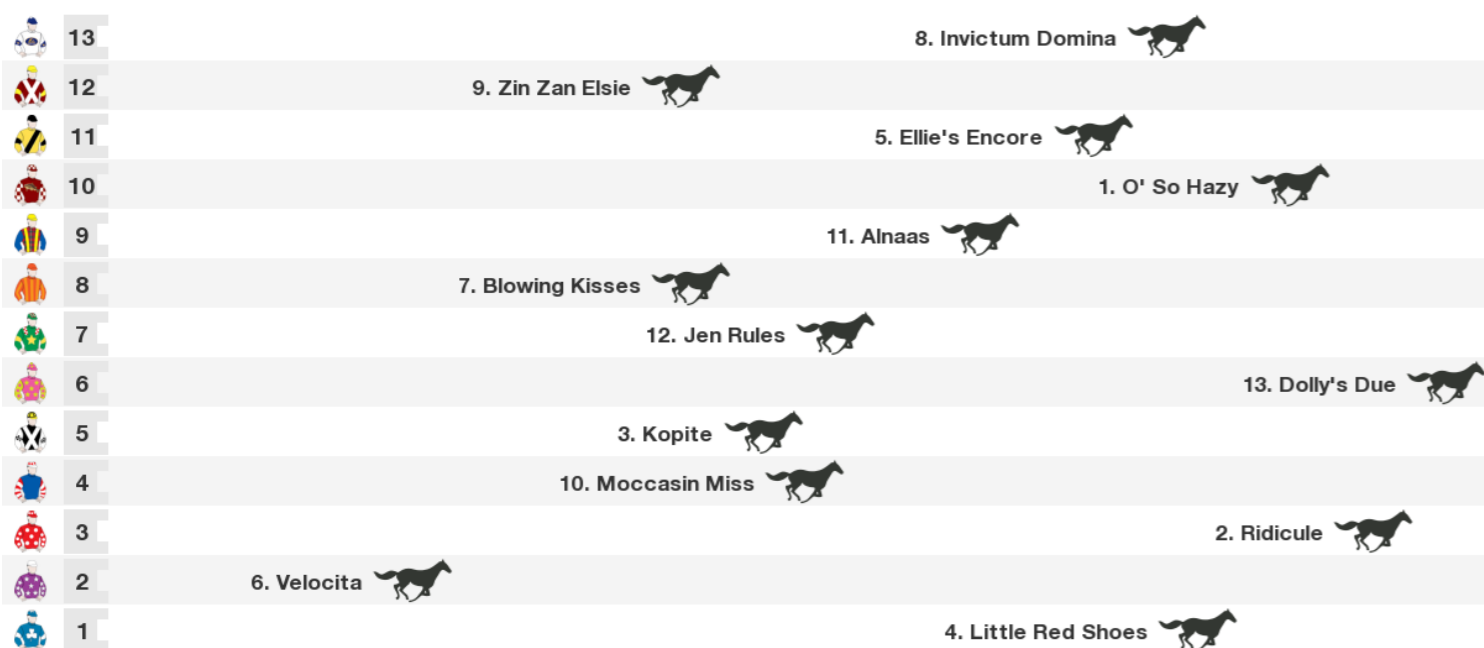 13 8. Invictum Domina
12 9. Zin Zan Elsie
11 5. Ellie's Encore
10 1. O' So Hazy
9 11. Alnaas
8 7. Blowing Kisses
7 12. Jen Rules
6 13. Dolly's Due
5 3. Kopite
4 10. Moccasin Miss
3 2. Ridicule
2 6. Velocita
1 4. Little Red Shoes